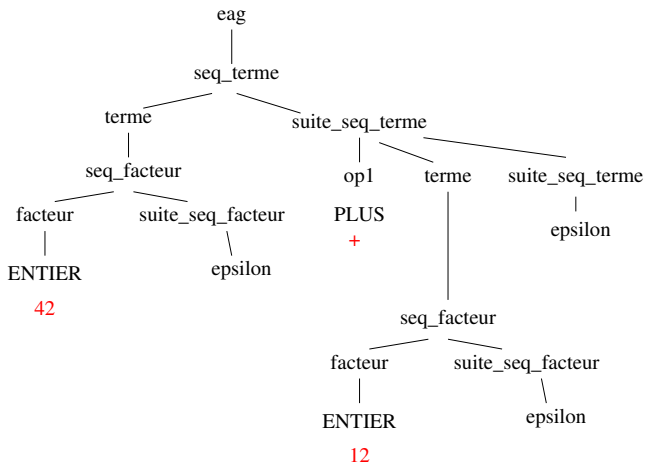 eag
seq_terme
terme suite_seq_terme
seq_facteur op1 terme suite_seq_terme
facteur suite_seq_facteur PLUS
+ epsilon
ENTIER epsilon
42
seq_facteur
facteur suite_seq_facteur
ENTIER epsilon
12